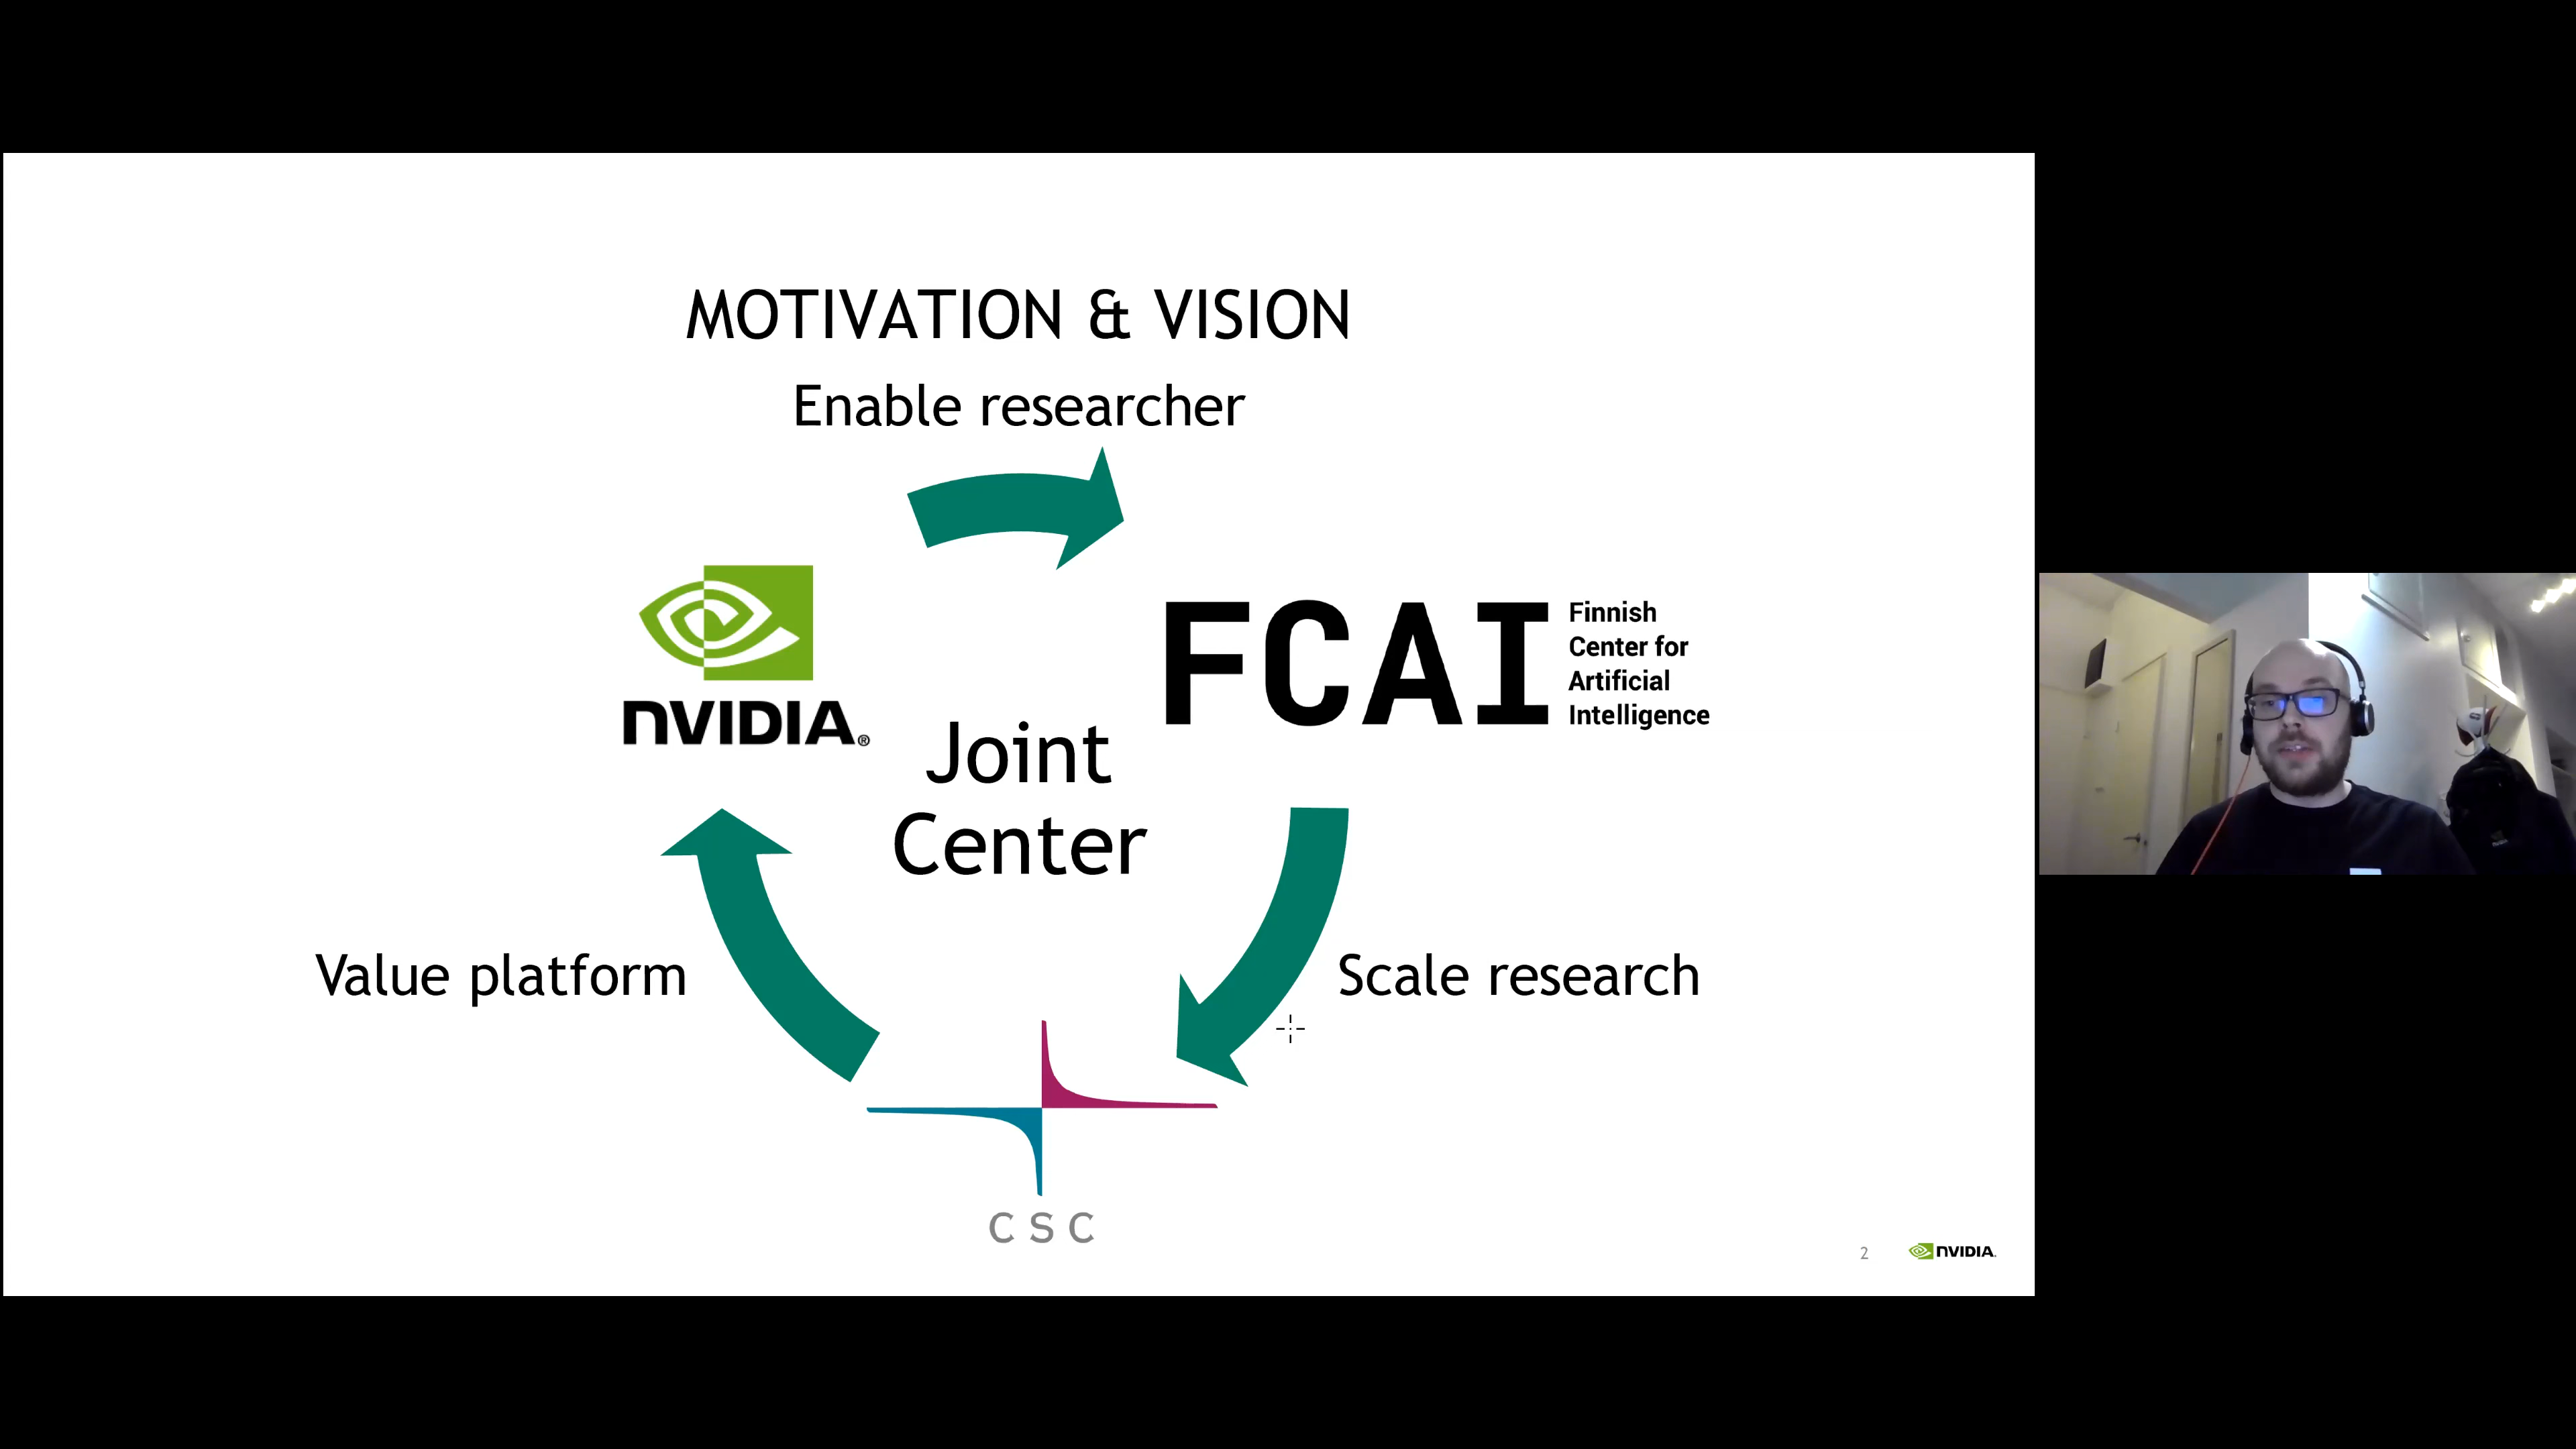 MOTIVATION & VISION
Enable researcher
NVIDIA®
FCAI
Finnish
Center for
Artificial
Intelligence
Joint
Center
Value platform
Scale research
CSC
2
NVIDIA.